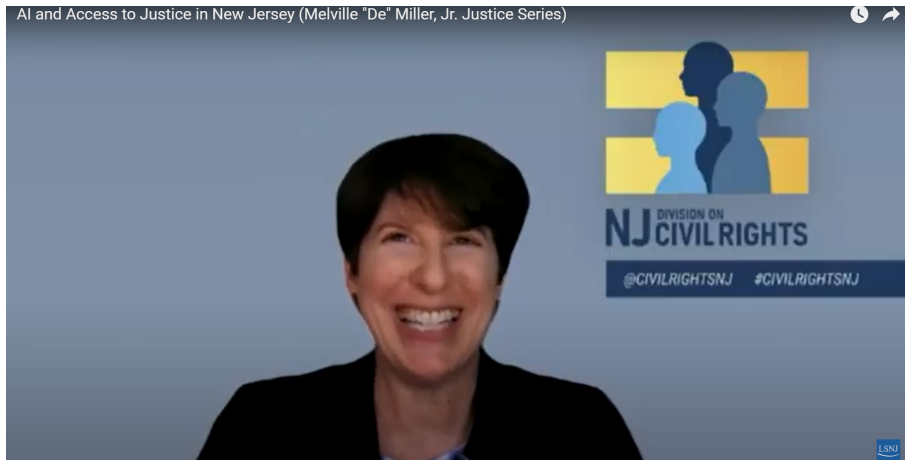 AI and Access to Justice in New Jersey (Melville "De" Miller, Jr. Justice Series)
NJ DIVISION ON
CIVIL RIGHTS
@CIVILRIGHTSNJ #CIVILRIGHTSNJ
LSNJ